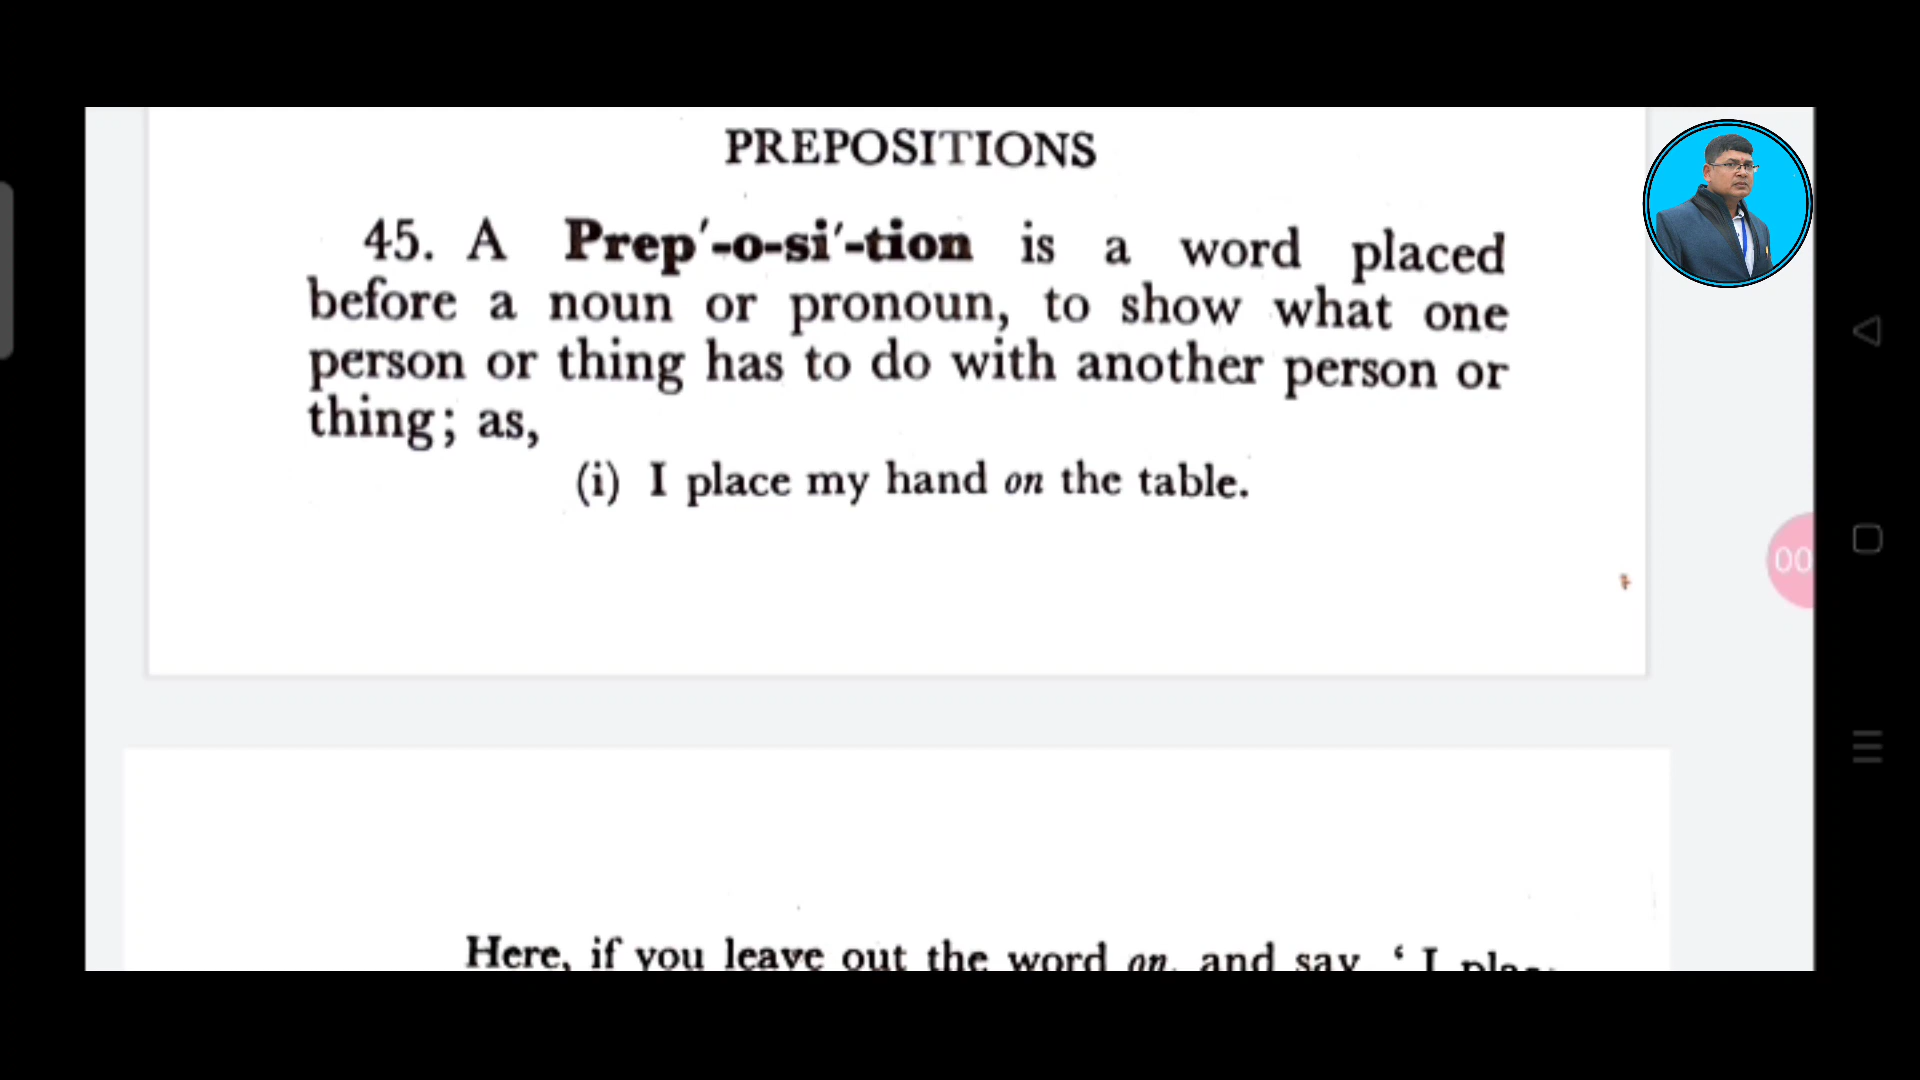 PREPOSITIONS
45. A Prep′-o-si′-tion is a word placed
before a noun or pronoun, to show what one
person or thing has to do with another person or
thing; as,
(i) I place my hand on the table.
00
Here, if you leave out the word on, and say ‘ I